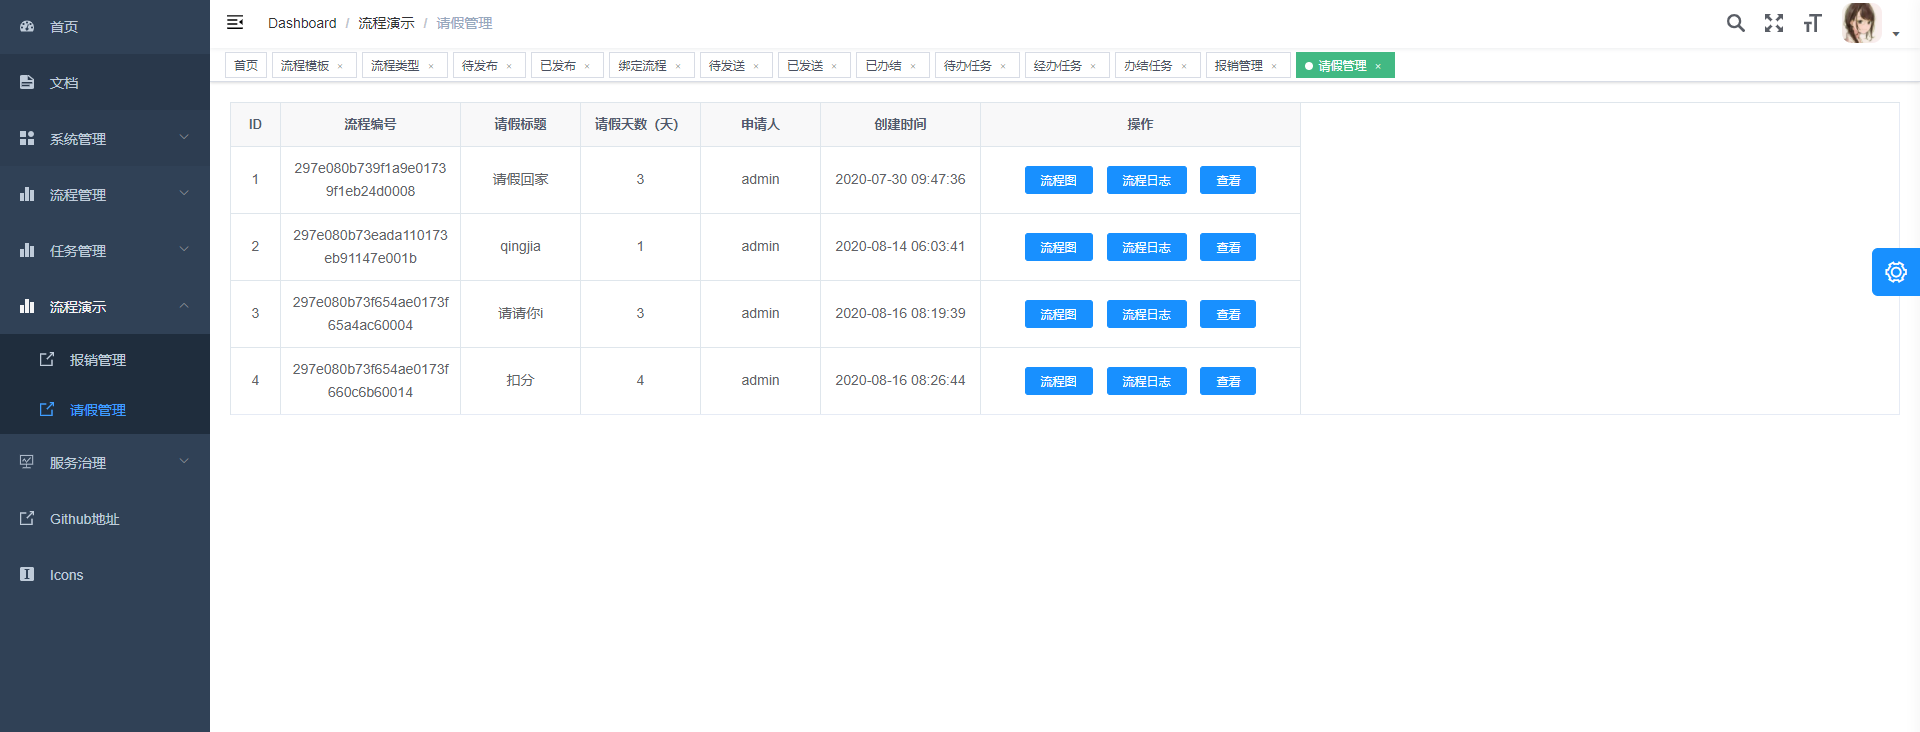 首页
文档
系统管理
流程管理
任务管理
流程演示
报销管理
请假管理
服务治理
Github地址
Icons
Dashboard / 流程演示 / 请假管理
首页 流程模板 × 流程类型 × 待发布 × 已发布 × 绑定流程 × 待发送 × 已发送 × 已办结 × 待办任务 × 经办任务 × 办结任务 × 报销管理 × 请假管理 ×
ID 流程编号 请假标题 请假天数（天） 申请人 创建时间 操作
1 297e080b739f1a9e0173 请假回家 3 admin 2020-07-30 09:47:36 流程图 流程日志 查看
9f1eb24d0008
2 297e080b73eada110173 qingjia 1 admin 2020-08-14 06:03:41 流程图 流程日志 查看
eb91147e001b
3 297e080b73f654ae0173f 请请你i 3 admin 2020-08-16 08:19:39 流程图 流程日志 查看
65a4ac60004
4 297e080b73f654ae0173f 扣分 4 admin 2020-08-16 08:26:44 流程图 流程日志 查看
660c6b60014